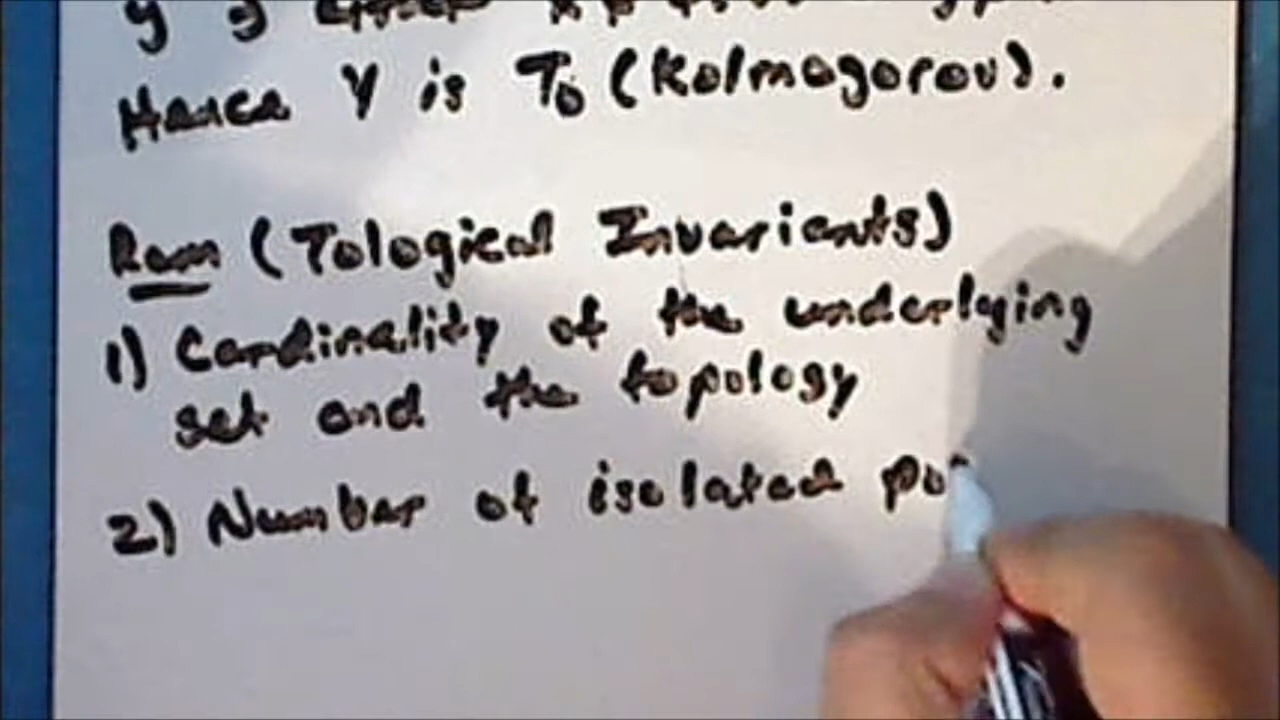 Hence Y is T0 (Kolmogorov).
Rem (Tological Invarients)
1) Cardinality of the underlying
set and the topology
2) Number of isolated po